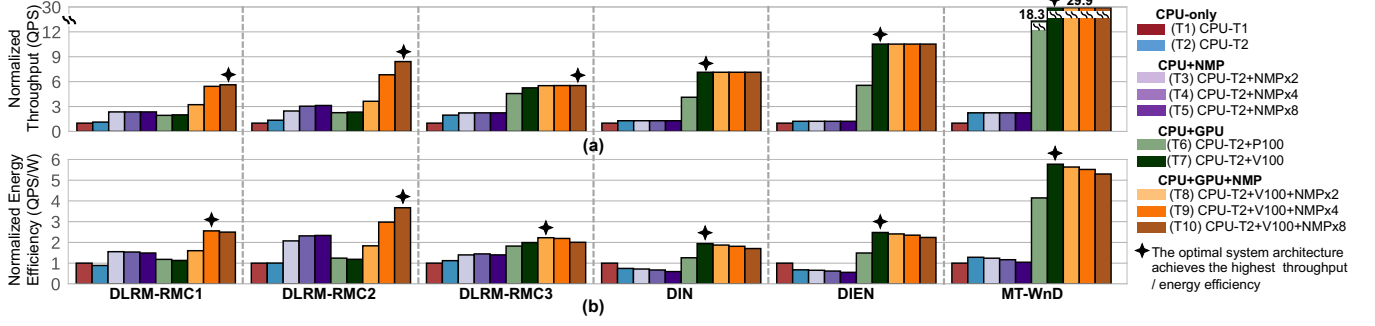 Normalized
Throughput (QPS)
30
12
9
6
3
0
18.3
29.9
(a)
Normalized Energy
Efficiency (QPS/W)
6
5
4
3
2
1
0
DLRM-RMC1
DLRM-RMC2
DLRM-RMC3
DIN
DIEN
MT-WnD
(b)
CPU-only
(T1) CPU-T1
(T2) CPU-T2
CPU+NMP
(T3) CPU-T2+NMPx2
(T4) CPU-T2+NMPx4
(T5) CPU-T2+NMPx8
CPU+GPU
(T6) CPU-T2+P100
(T7) CPU-T2+V100
CPU+GPU+NMP
(T8) CPU-T2+V100+NMPx2
(T9) CPU-T2+V100+NMPx4
(T10) CPU-T2+V100+NMPx8
The optimal system architecture
achieves the highest throughput
/ energy efficiency